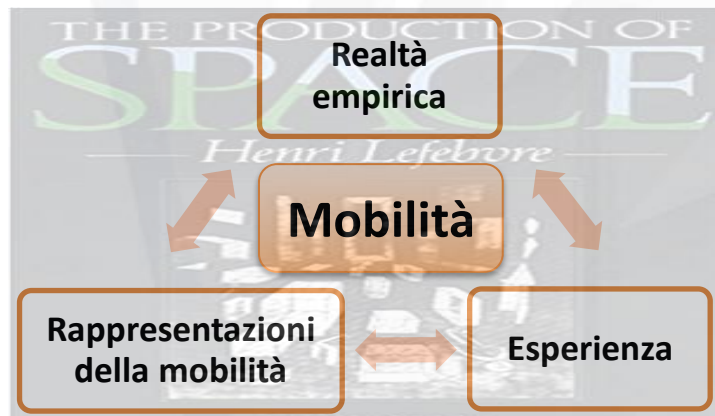 THE PRODUCTION OF
SPACE
Henri Lefebvre
Realtà
empirica
Mobilità
Rappresentazioni
della mobilità
Esperienza